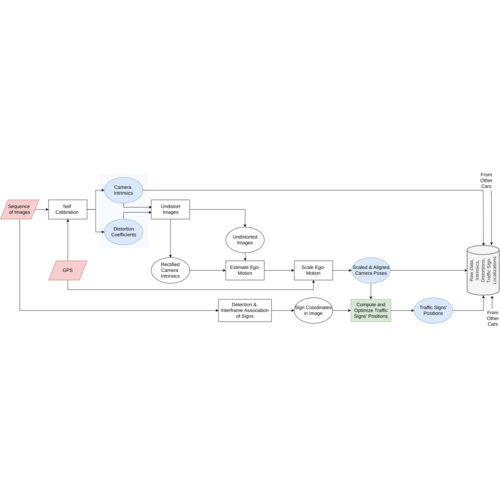 From
Other
Cars
Camera
Intrinsics
Sequence
of Images
Self
Calibration
Undistort
Images
Distortion
Coefficients
Undistorted
Images
GPS
Rectified
Camera
Intrinsics
Estimate Ego-
Motion
Scale Ego-
Motion
Scaled & Aligned
Camera Poses
Raw Data,
Intrinsics,
Distortions,
Traffic Sign
Localizations
Detection &
Interframe Association
of Signs
Sign Coordinates
in Image
Compute and
Optimize Traffic
Signs' Positions
Traffic Signs'
Positions
From
Other
Cars